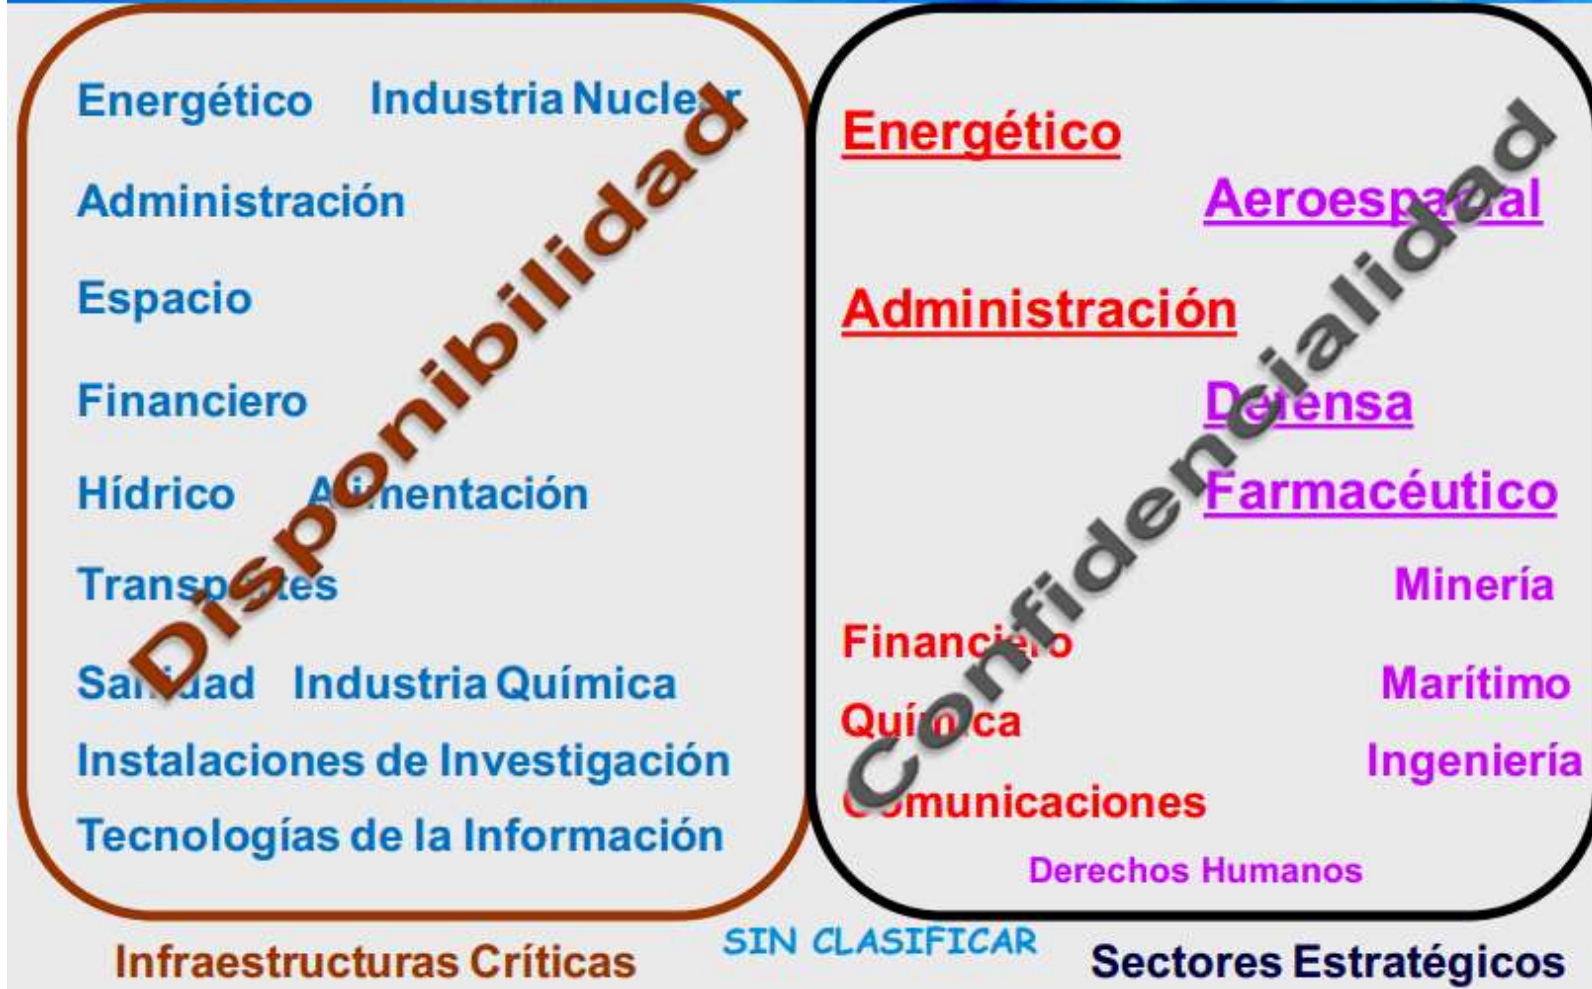 Energético Industria Nuclear
Administración
Espacio
Financiero
Hídrico Alimentación
Transportes
Sanidad Industria Química
Instalaciones de Investigación
Tecnologías de la Información
Disponibilidad
Infraestructuras Críticas
Energético
Aeroespacial
Administración
Defensa
Farmacéutico
Minería
Financiero
Marítimo
Química
Ingeniería
Comunicaciones
Derechos Humanos
Confidencialidad
SIN CLASIFICAR
Sectores Estratégicos